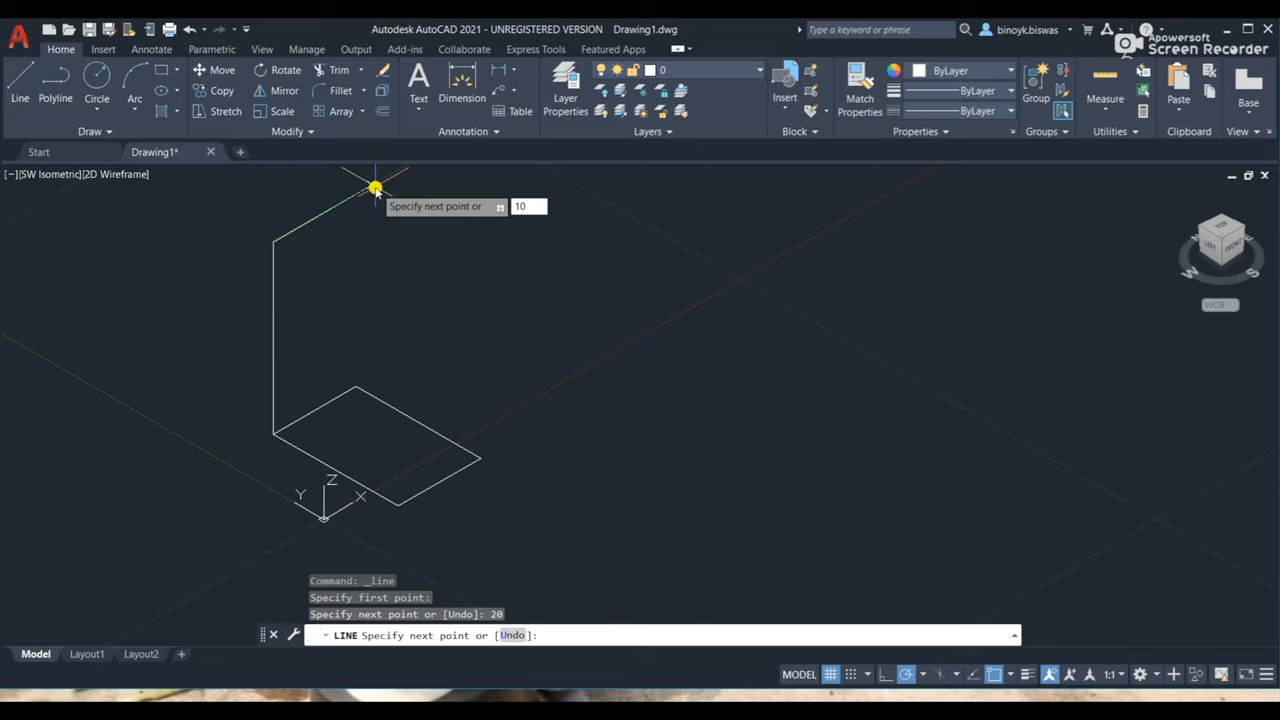 Autodesk AutoCAD 2021 - UNREGISTERED VERSION Drawing1.dwg
Type a keyword or phrase
binoyk.biswas
Apowersoft
Screen Recorder
Home Insert Annotate Parametric View Manage Output Add-ins Collaborate Express Tools Featured Apps
Line Polyline Circle Arc
Move Rotate Trim
Copy Mirror Fillet
Stretch Scale Array
Text Dimension Table
Layer Properties
0
Insert
Match Properties
ByLayer
ByLayer
ByLayer
Group
Measure
Paste
Base
Draw Modify Annotation Layers Block Properties Groups Utilities Clipboard View
Start Drawing1*
[−][SW Isometric][2D Wireframe]
Specify next point or 10
TOP
LEFT FRONT
W S
WCS
Z
Y X
Command: _line
Specify first point:
Specify next point or [Undo]: 20
LINE Specify next point or [Undo]:
Model Layout1 Layout2
MODEL 1:1